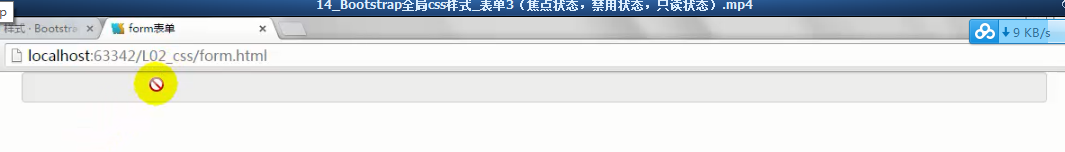 14_Bootstrap全局css样式_表单3（焦点状态，禁用状态，只读状态）.mp4
p
样式 · Bootstra
form表单
9 KB/s
localhost:63342/L02_css/form.html